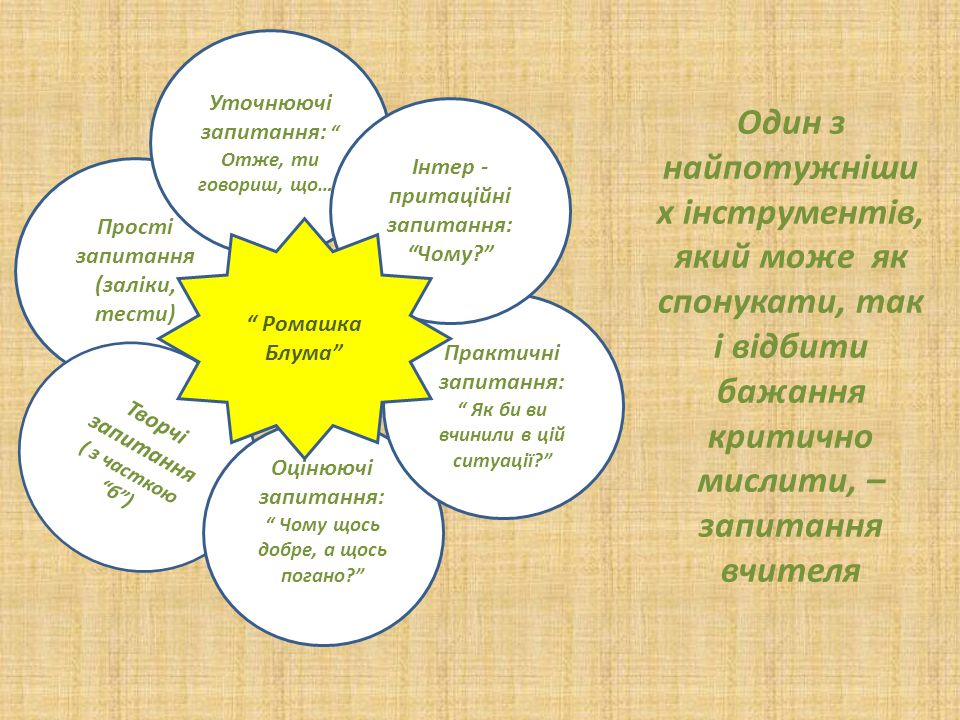 Уточнюючі
запитання: “
Отже, ти
говориш, що...
Інтер -
притаційні
запитання:
“Чому?”
Прості
запитання
(заліки,
тести)
“ Ромашка
Блума”
Практичні
запитання:
“ Як би ви
вчинили в цій
ситуації?”
Творчі
запитання
( з часткою
“б”)
Оцінюючі
запитання:
“ Чому щось
добре, а щось
погано?”
Один з
найпотужніши
х інструментів,
який може як
спонукати, так
і відбити
бажання
критично
мислити, –
запитання
вчителя